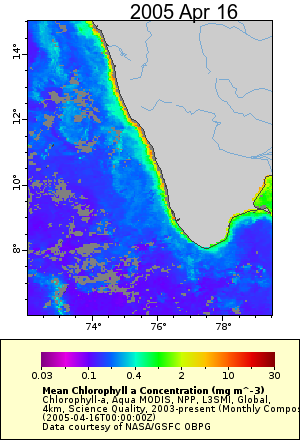 2005 Apr 16
14°
12°
10°
8°
74° 76° 78°
0.03 0.1 0.4 2 3 10 30
Mean Chlorophyll a Concentration (mg m^-3)
Chlorophyll-a, Aqua MODIS, NPP, L3SMI, Global,
4km, Science Quality, 2003-present (Monthly Compos
(2005-04-16T00:00:00Z)
Data courtesy of NASA/GSFC OBPG